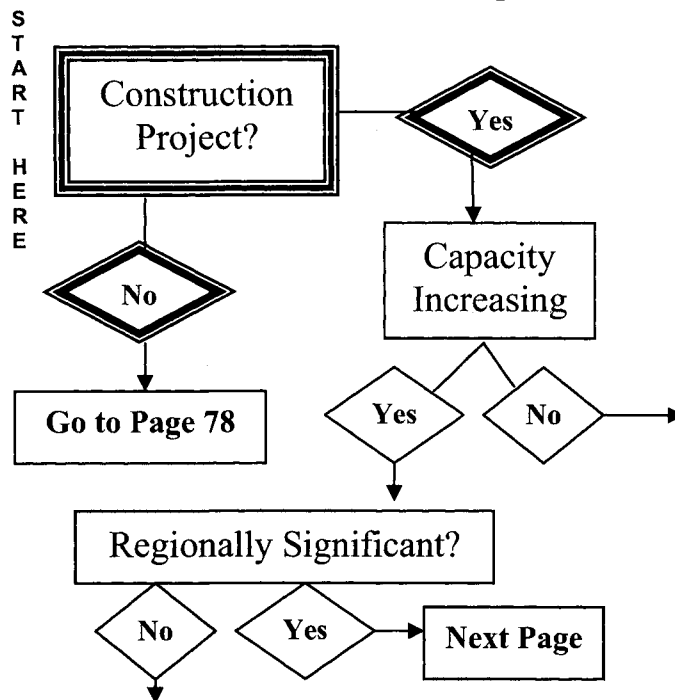 START HERE
Construction
Project?
Yes
No
Capacity
Increasing
Go to Page 78
Yes
No
Regionally Significant?
No
Yes
Next Page